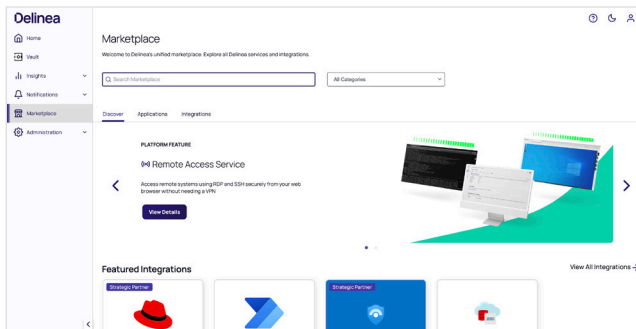 Delinea
Home
Marketplace
Vault
Welcome to Delinea's unified marketplace. Explore all Delinea services and integrations.
Insights
Search Marketplace
All Categories
Notifications
Marketplace
Discover
Applications
Integrations
Administration
PLATFORM FEATURE
Remote Access Service
Access remote systems using RDP and SSH securely from your web
browser without needing a VPN
View Details
Featured Integrations
View All Integrations
Strategic Partner
Strategic Partner